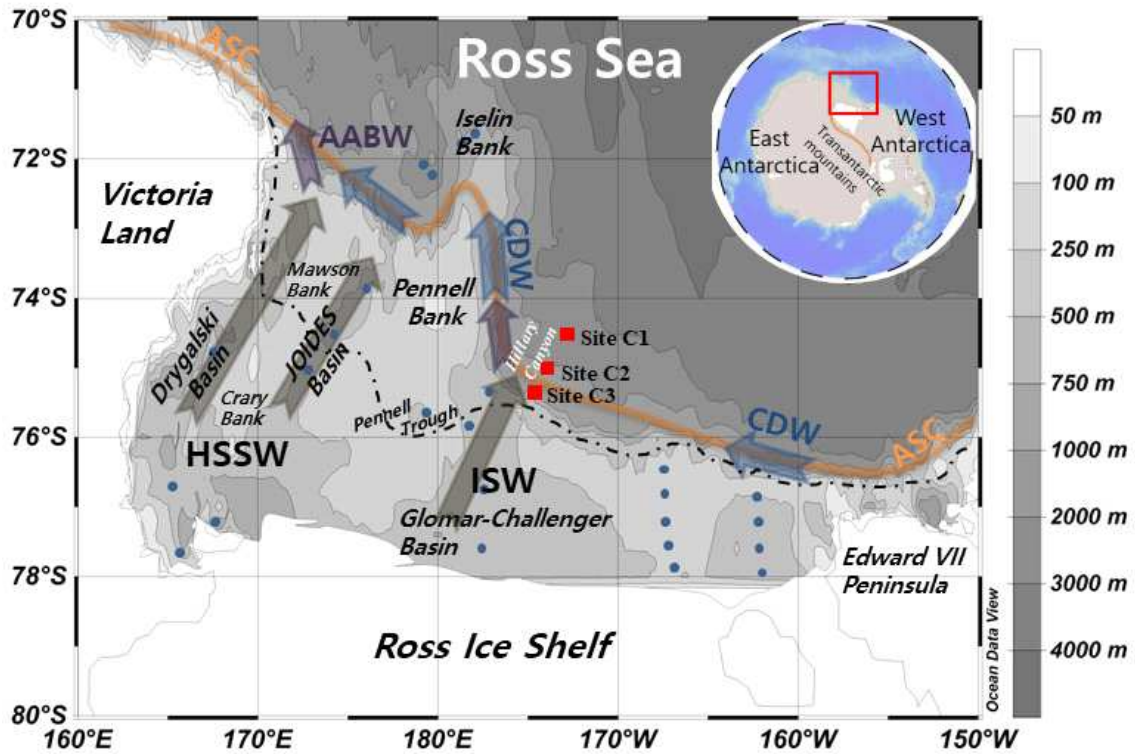 70°S
72°S
74°S
76°S
78°S
80°S
160°E
170°E
180°E
170°W
160°W
150°W
Ross Sea
ASC
AABW
Iselin
Bank
Victoria
Land
CDW
Mawson
Bank
Pennell
Bank
Drygalski
Basin
JOIDES
Basin
Hillary
Canyon
Site C1
Site C2
Site C3
Crary
Bank
Pennell
Trough
HSSW
ISW
CDW
ASC
Glomar-Challenger
Basin
Edward VII
Peninsula
Ross Ice Shelf
East
Antarctica
West
Antarctica
Transantarctic
mountains
50 m
100 m
250 m
500 m
750 m
1000 m
2000 m
3000 m
4000 m
Ocean Data View